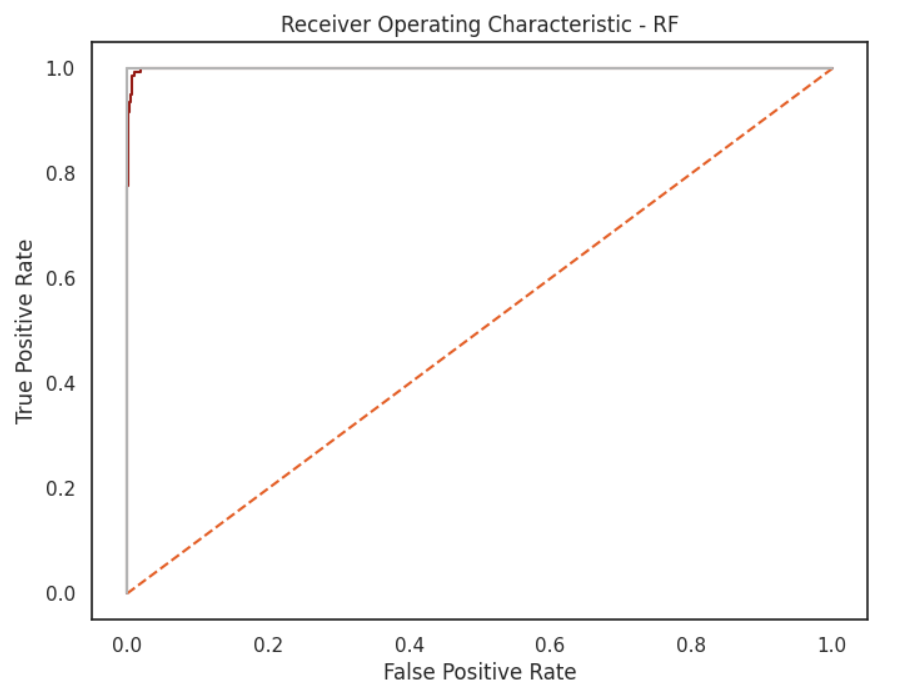 Receiver Operating Characteristic - RF
1.0
0.8
0.6
0.4
0.2
0.0
True Positive Rate
0.0 0.2 0.4 0.6 0.8 1.0
False Positive Rate